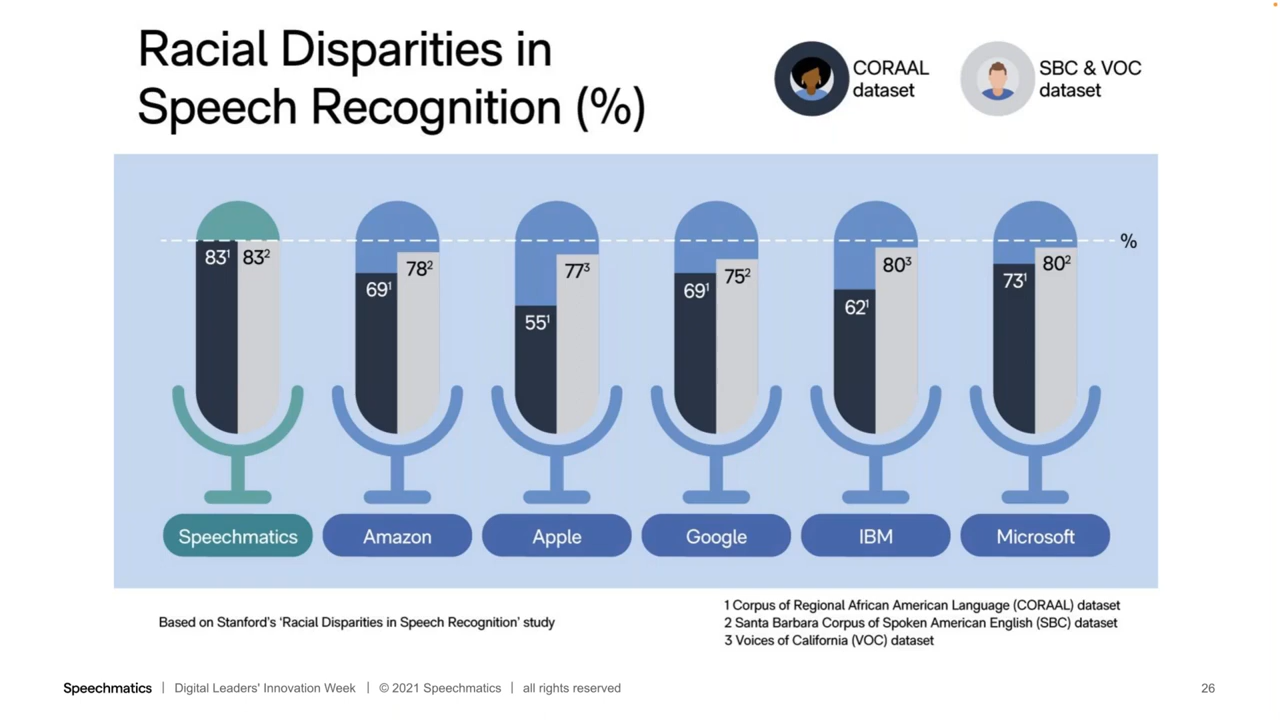 Racial Disparities in
Speech Recognition (%)
CORAAL
dataset
SBC & VOC
dataset
%
83¹ 83²
69¹ 78²
55¹ 77³
69¹ 75²
62¹ 80³
73¹ 80²
Speechmatics
Amazon
Apple
Google
IBM
Microsoft
Based on Stanford's 'Racial Disparities in Speech Recognition' study
1 Corpus of Regional African American Language (CORAAL) dataset
2 Santa Barbara Corpus of Spoken American English (SBC) dataset
3 Voices of California (VOC) dataset
Speechmatics | Digital Leaders' Innovation Week | © 2021 Speechmatics | all rights reserved
26